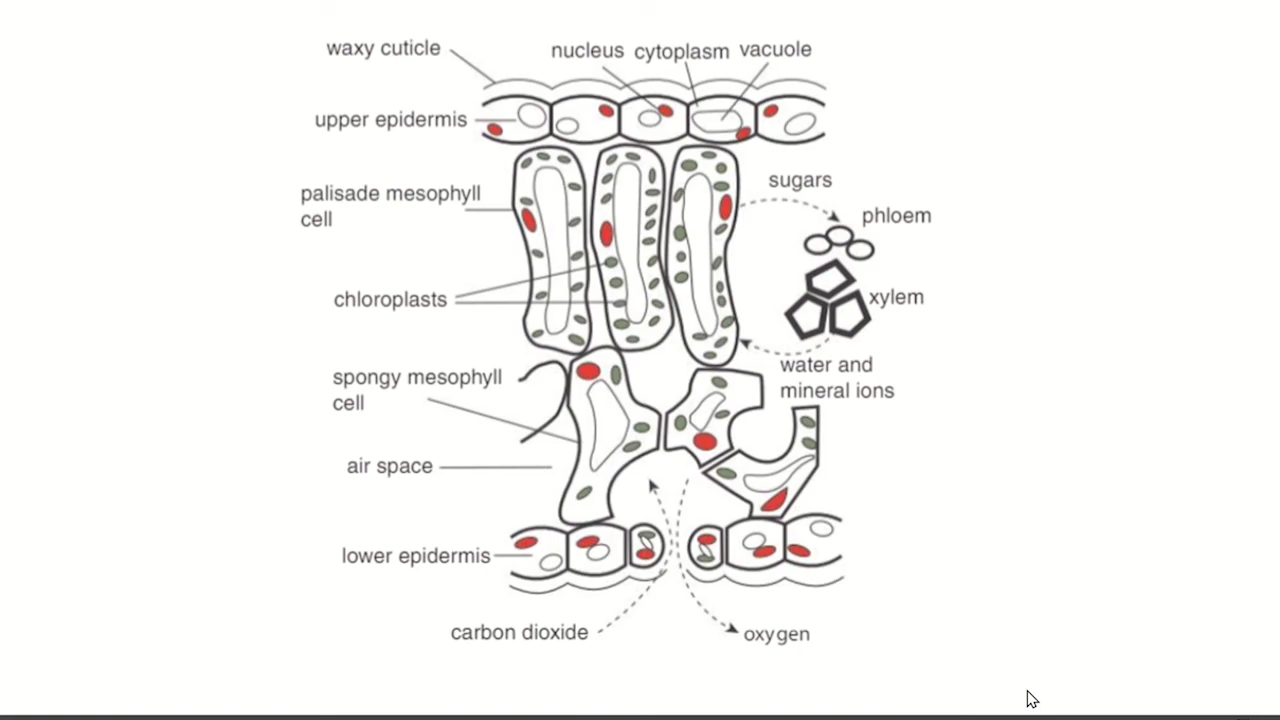 waxy cuticle
nucleus cytoplasm vacuole
upper epidermis
sugars
palisade mesophyll
cell
phloem
chloroplasts
xylem
water and
mineral ions
spongy mesophyll
cell
air space
lower epidermis
carbon dioxide
oxygen